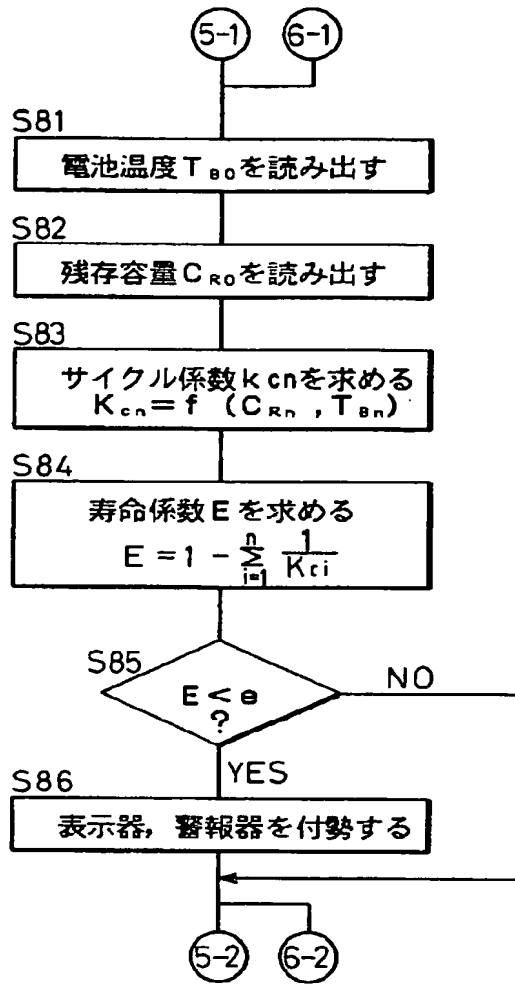 5-1 6-1
S81
電池温度T_B0を読み出す
S82
残存容量C_R0を読み出す
S83
サイクル係数kcnを求める
K_cn=f (C_Rn , T_Bn)
S84
寿命係数Eを求める
E = 1 - Σ_{i=1}^{n} 1/K_ci
S85
E<e
?
NO
YES
S86
表示器, 警報器を付勢する
5-2 6-2